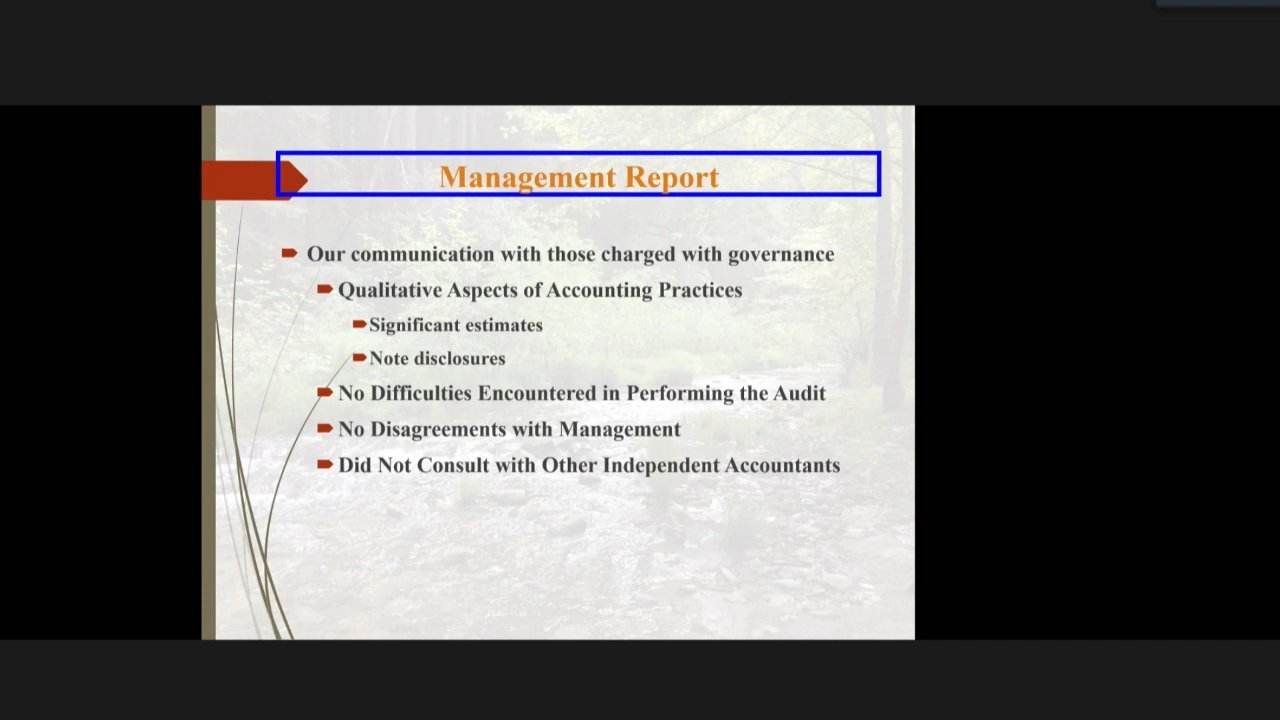 Management Report
Our communication with those charged with governance
Qualitative Aspects of Accounting Practices
Significant estimates
Note disclosures
No Difficulties Encountered in Performing the Audit
No Disagreements with Management
Did Not Consult with Other Independent Accountants